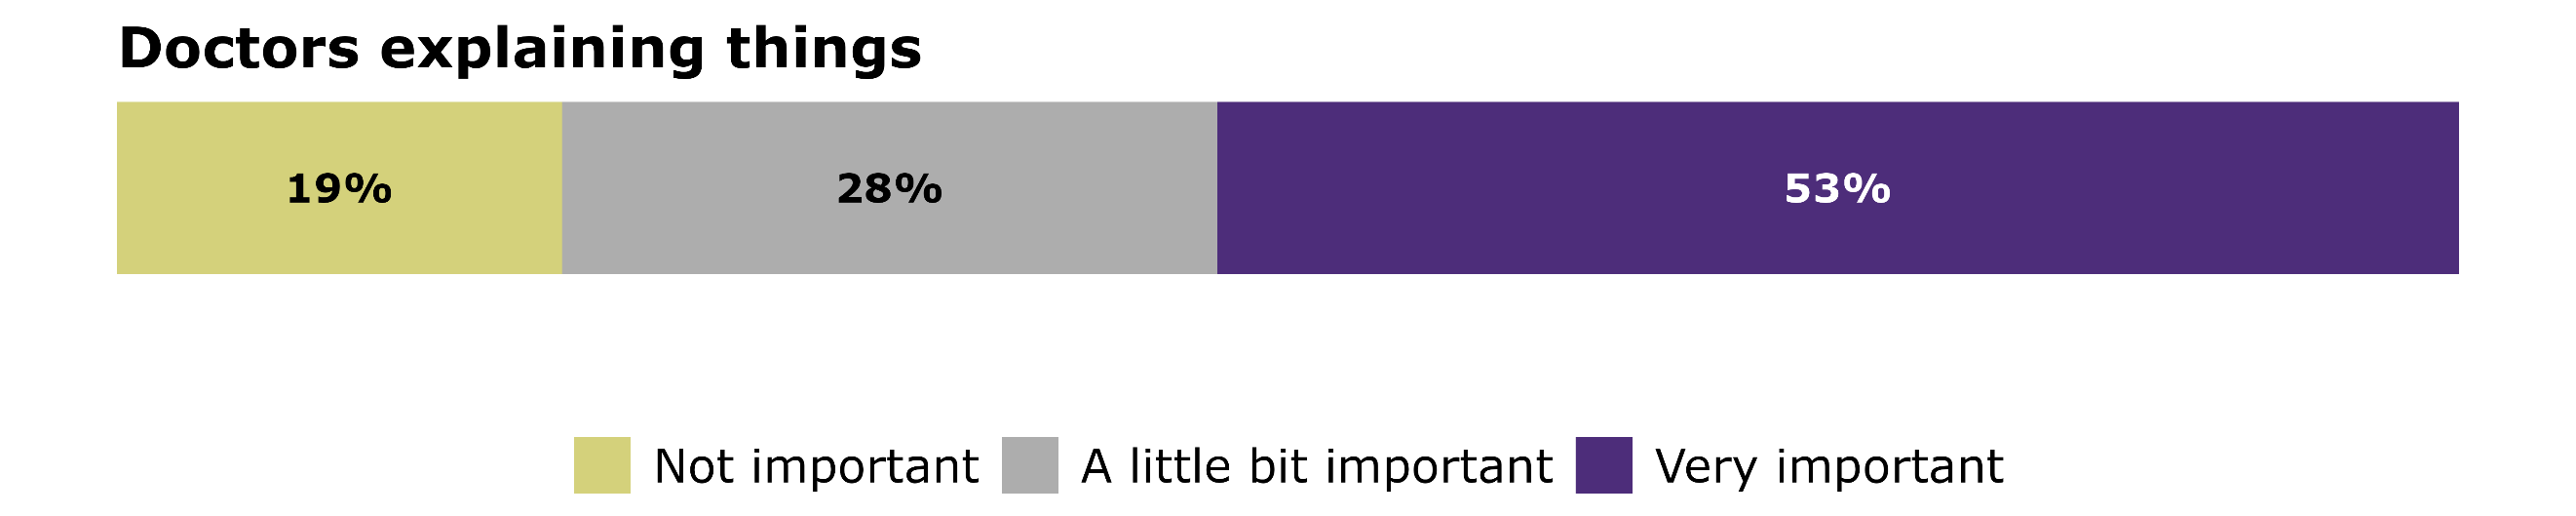 Doctors explaining things
19% 28% 53%
Not important A little bit important Very important